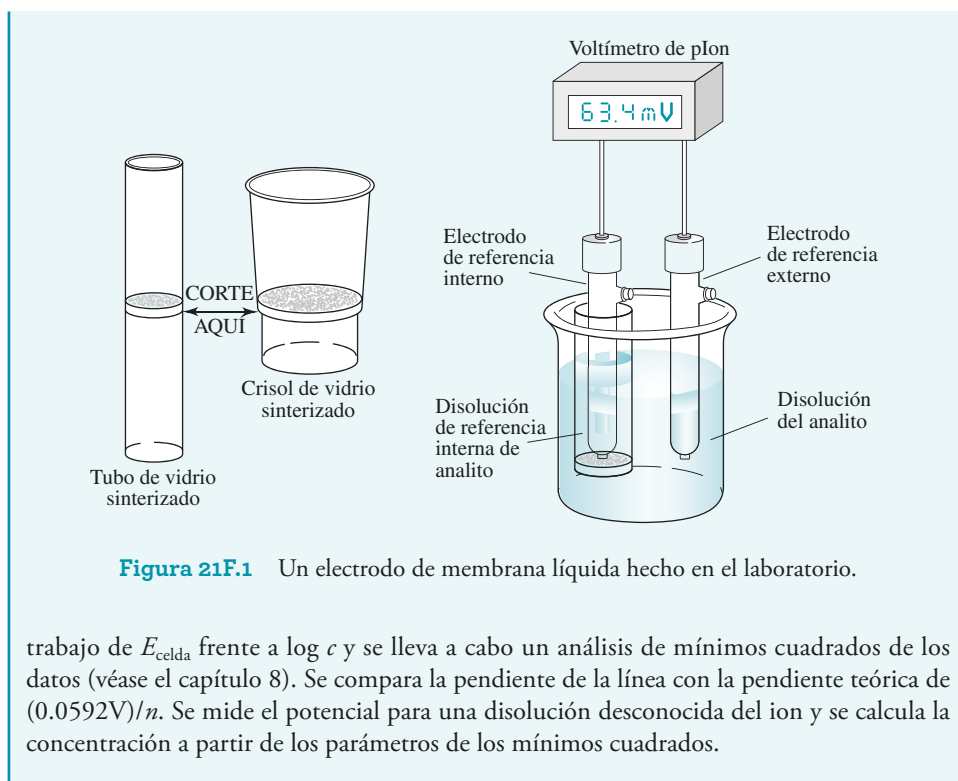 Voltímetro de pIon
63.4mV
Electrodo
de referencia
interno
Electrodo
de referencia
externo
CORTE
AQUÍ
Crisol de vidrio
sinterizado
Tubo de vidrio
sinterizado
Disolución
de referencia
interna de
analito
Disolución
del analito
Figura 21F.1 Un electrodo de membrana líquida hecho en el laboratorio.
trabajo de E_celda frente a log c y se lleva a cabo un análisis de mínimos cuadrados de los
datos (véase el capítulo 8). Se compara la pendiente de la línea con la pendiente teórica de
(0.0592V)/n. Se mide el potencial para una disolución desconocida del ion y se calcula la
concentración a partir de los parámetros de los mínimos cuadrados.